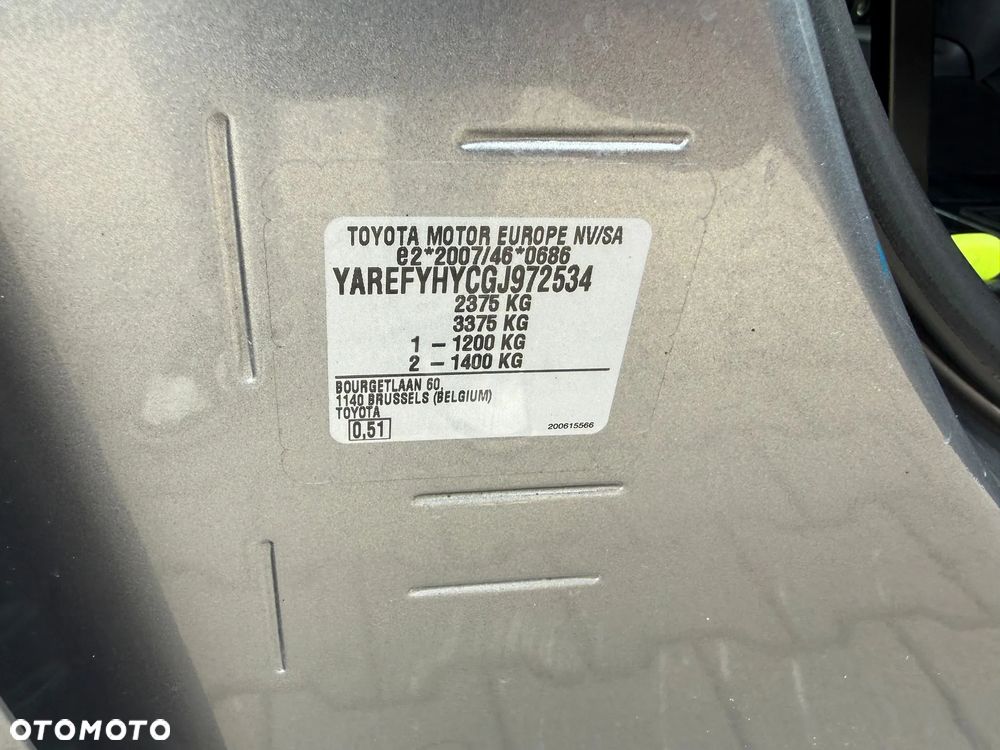 TOYOTA MOTOR EUROPE NV/SA
e2*2007/46*0686
YAREFYHYCGJ972534
2375 KG
3375 KG
1 – 1200 KG
2 – 1400 KG
BOURGETLAAN 60,
1140 BRUSSELS (BELGIUM)
TOYOTA
0,51
200615566
OTOMOTO